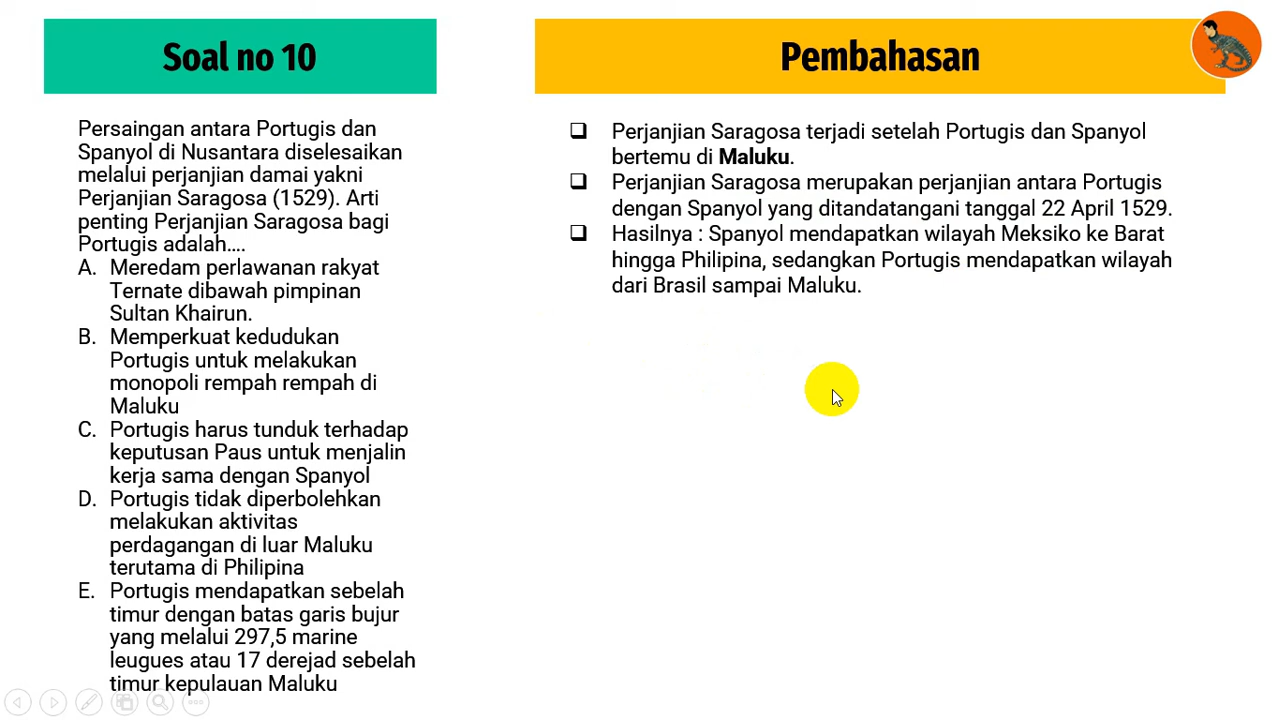 Soal no 10
Persaingan antara Portugis dan
Spanyol di Nusantara diselesaikan
melalui perjanjian damai yakni
Perjanjian Saragosa (1529). Arti
penting Perjanjian Saragosa bagi
Portugis adalah....
A. Meredam perlawanan rakyat
Ternate dibawah pimpinan
Sultan Khairun.
B. Memperkuat kedudukan
Portugis untuk melakukan
monopoli rempah rempah di
Maluku
C. Portugis harus tunduk terhadap
keputusan Paus untuk menjalin
kerja sama dengan Spanyol
D. Portugis tidak diperbolehkan
melakukan aktivitas
perdagangan di luar Maluku
terutama di Philipina
E. Portugis mendapatkan sebelah
timur dengan batas garis bujur
yang melalui 297,5 marine
leugues atau 17 derejad sebelah
timur kepulauan Maluku
Pembahasan
Perjanjian Saragosa terjadi setelah Portugis dan Spanyol
bertemu di Maluku.
Perjanjian Saragosa merupakan perjanjian antara Portugis
dengan Spanyol yang ditandatangani tanggal 22 April 1529.
Hasilnya : Spanyol mendapatkan wilayah Meksiko ke Barat
hingga Philipina, sedangkan Portugis mendapatkan wilayah
dari Brasil sampai Maluku.